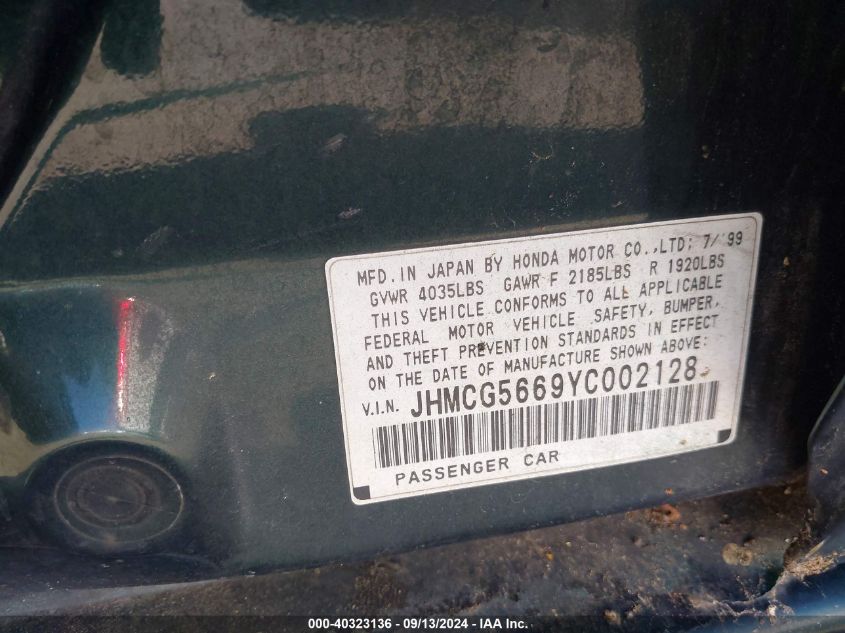 MFD. IN JAPAN BY HONDA MOTOR CO.,LTD; 7/'99
GVWR 4035LBS GAWR F 2185LBS R 1920LBS
THIS VEHICLE CONFORMS TO ALL APPLICABLE
FEDERAL MOTOR VEHICLE SAFETY, BUMPER,
AND THEFT PREVENTION STANDARDS IN EFFECT
ON THE DATE OF MANUFACTURE SHOWN ABOVE:
V.I.N. JHMCG5669YC002128
PASSENGER CAR
000-40323136 - 09/13/2024 - IAA Inc.